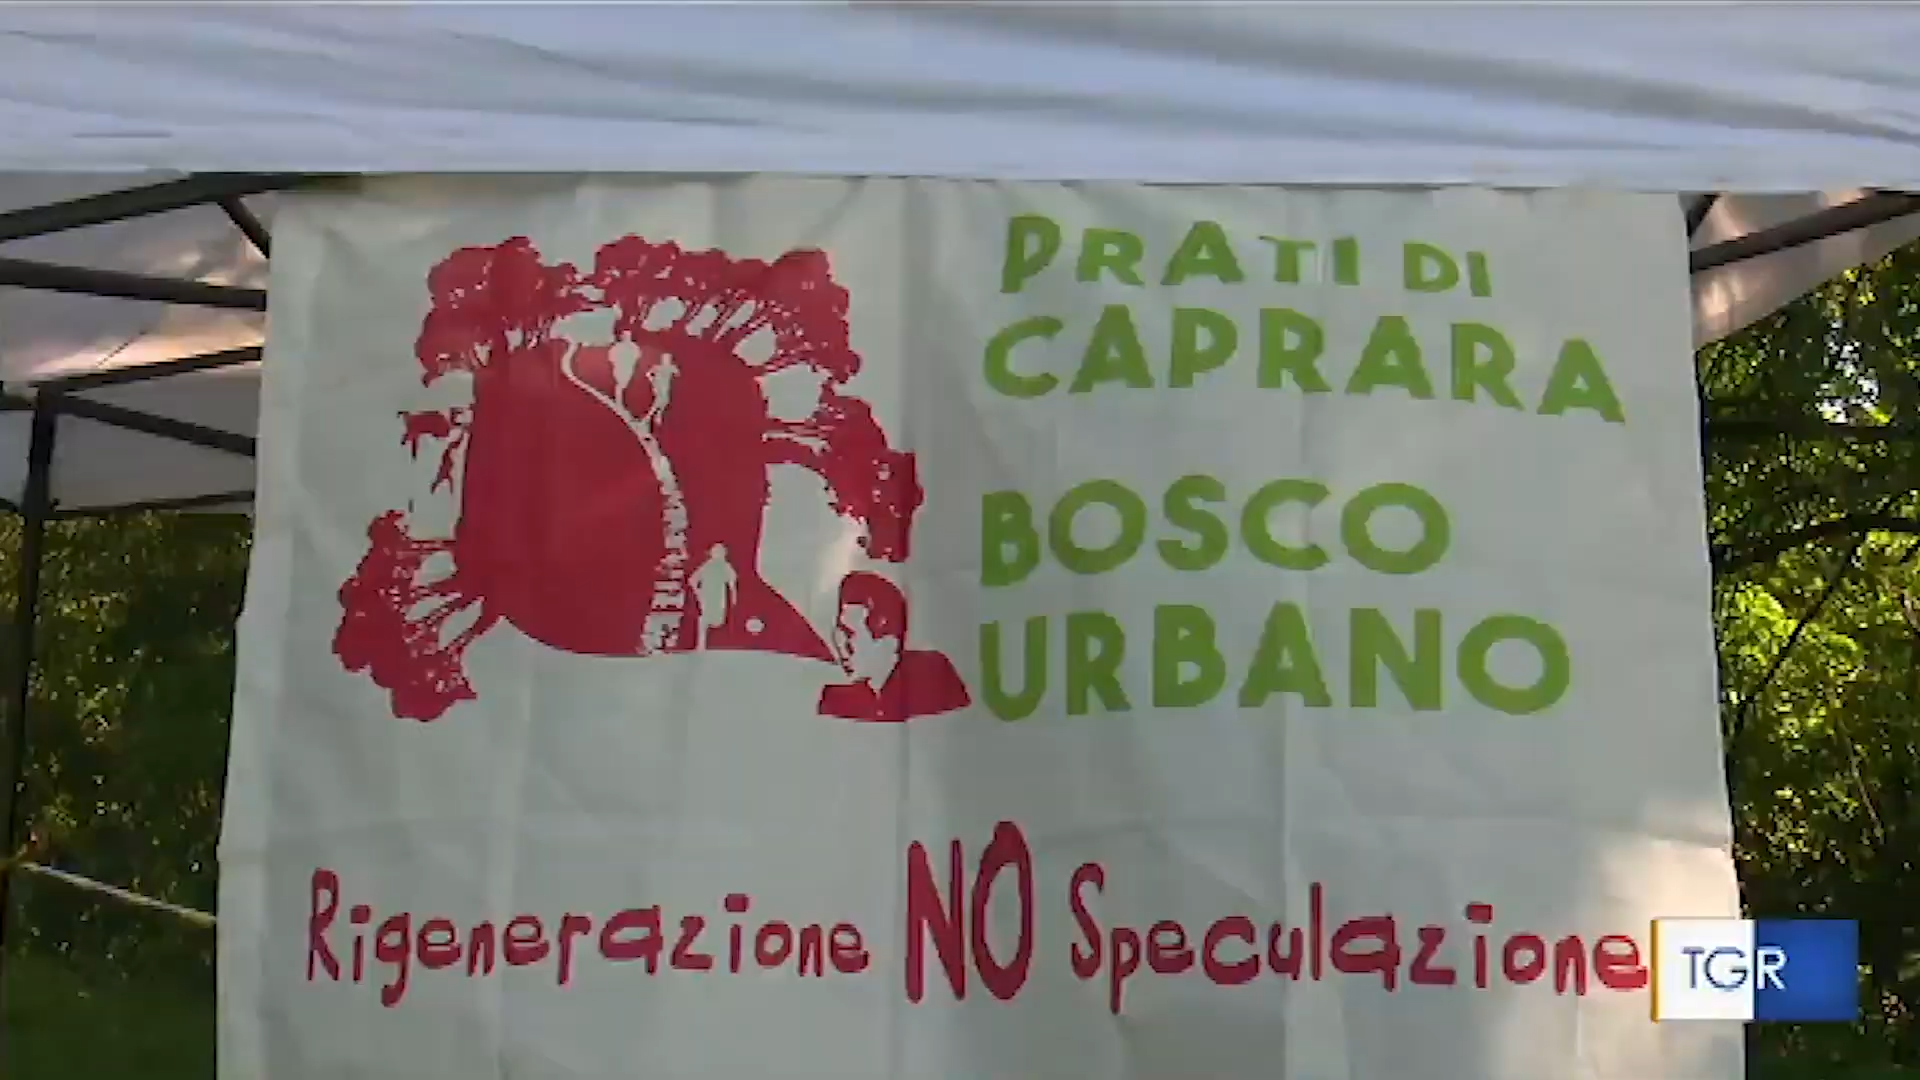 PRATI DI
CAPRARA
BOSCO
URBANO
Rigenerazione NO Speculazione
TGR